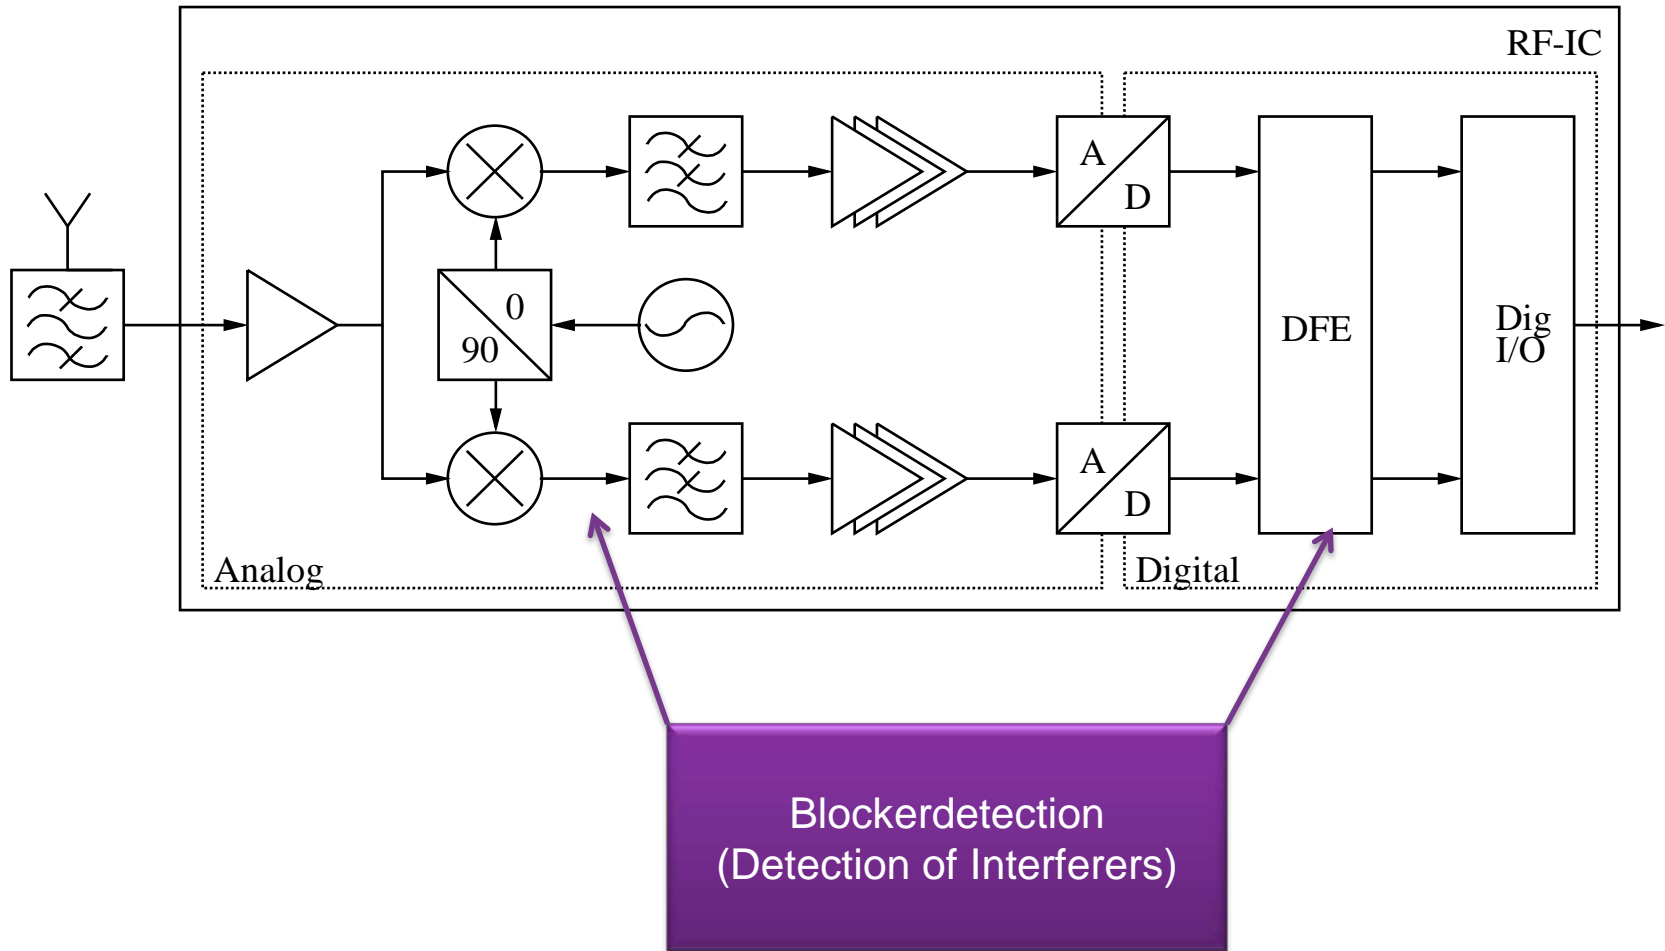 RF-IC
A
D
0
90
DFE
Dig
I/O
A
D
Analog
Digital
Blockerdetection
(Detection of Interferers)